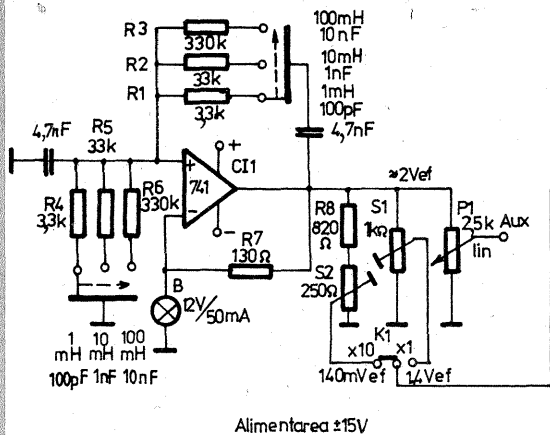 R3
330k
R2
33k
R1
3,3k
100mH
10nF
10mH
1nF
1mH
100pF
4,7nF
4,7nF
R5
33k
R4
3,3k
R6
330k
+
CI1
741
+
−
−
R7
130Ω
B
12V/50mA
≈2Vef
R8
820
Ω
S1
1kΩ
P1
25k
lin
Aux
S2
250Ω
K1
x10
x1
140mVef
1,4Vef
1 10 100
mH mH mH
100pF 1nF 10nF
Alimentarea ±15V